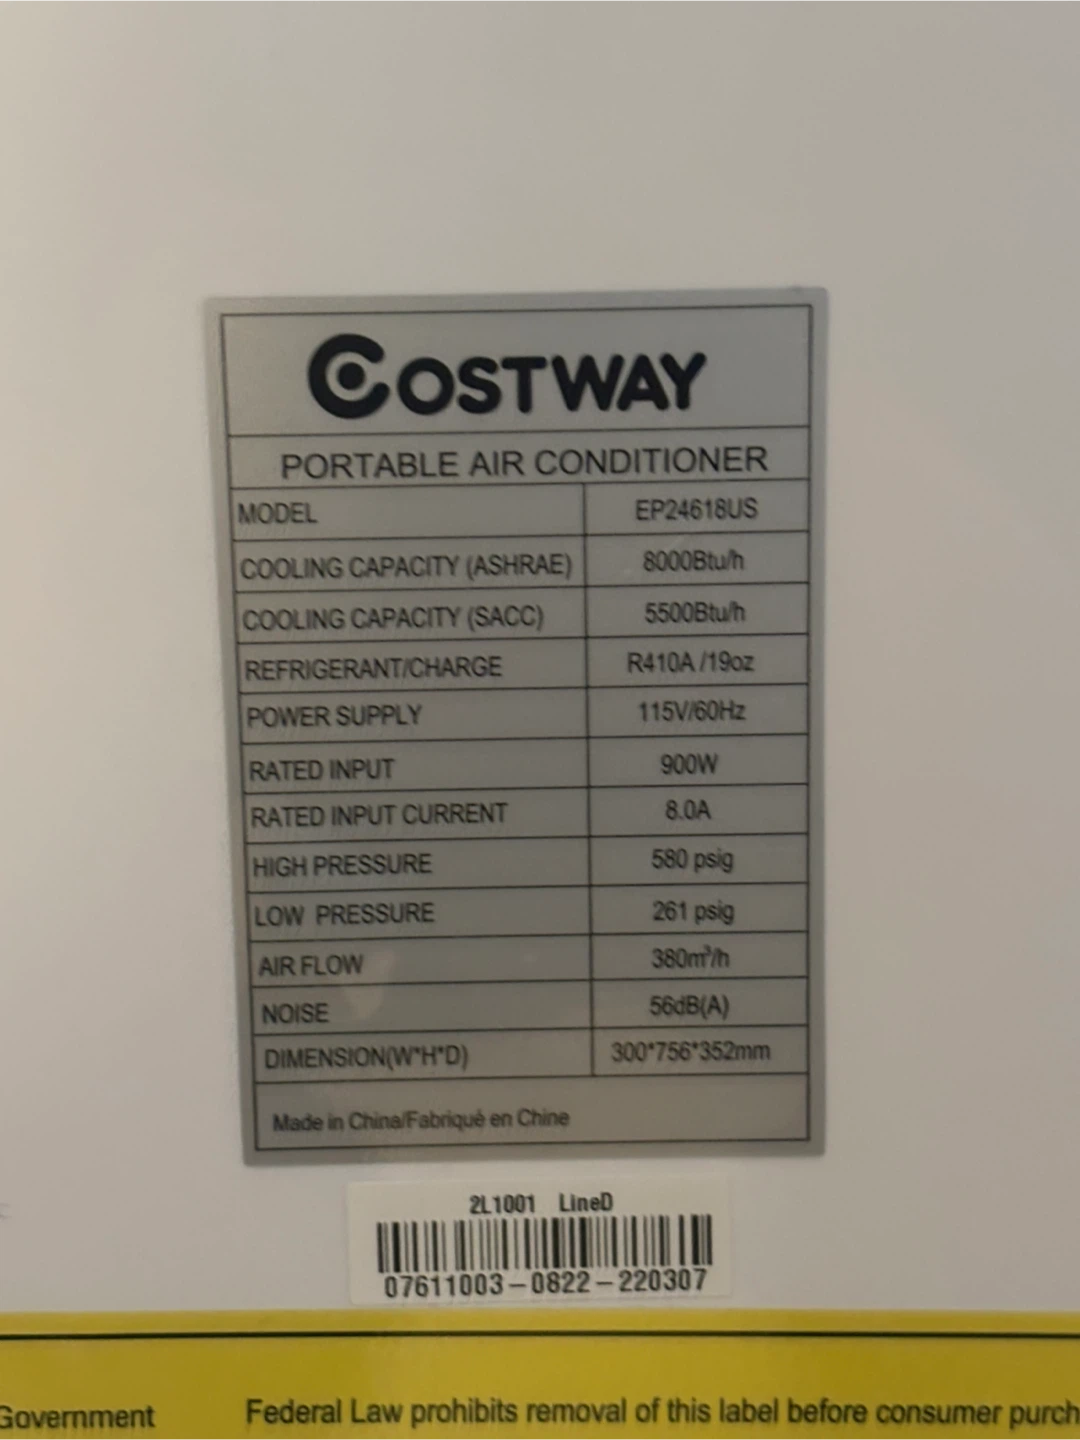 COSTWAY
PORTABLE AIR CONDITIONER
MODEL EP24618US
COOLING CAPACITY (ASHRAE) 8000Btu/h
COOLING CAPACITY (SACC) 5500Btu/h
REFRIGERANT/CHARGE R410A /19oz
POWER SUPPLY 115V/60Hz
RATED INPUT 900W
RATED INPUT CURRENT 8.0A
HIGH PRESSURE 580 psig
LOW PRESSURE 261 psig
AIR FLOW 380m³/h
NOISE 56dB(A)
DIMENSION(W*H*D) 300*756*352mm
Made in China/Fabriqué en Chine
2L1001 LineD
07611003-0822-220307
Government Federal Law prohibits removal of this label before consumer purch